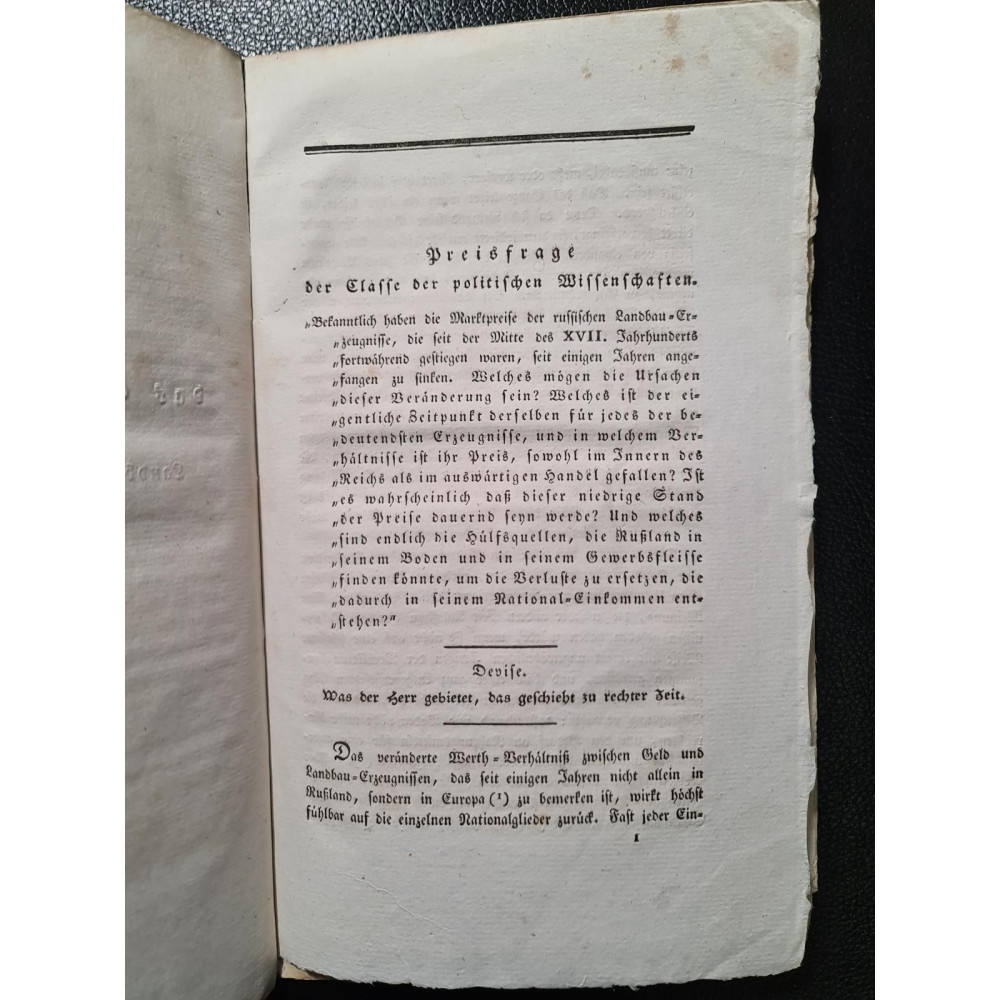 Preisfrage
der Classe der politischen Wissenschaften.
„Bekanntlich haben die Marktpreise der russischen Landbau=Er=
„zeugnisse, die seit der Mitte des XVII. Jahrhunderts
„fortwährend gestiegen waren, seit einigen Jahren ange=
„fangen zu sinken. Welches mögen die Ursachen
„dieser Veränderung sein? Welches ist der ei=
„gentliche Zeitpunkt derselben für jedes der be=
„deutendsten Erzeugnisse, und in welchem Ver=
„hältnisse ist ihr Preis, sowohl im Innern des
„Reichs als im auswärtigen Handel gefallen? Ist
„es wahrscheinlich daß dieser niedrige Stand
„der Preise dauernd seyn werde? Und welches
„sind endlich die Hülfsquellen, die Rußland in
„seinem Boden und in seinem Gewerbsfleisse
„finden könnte, um die Verluste zu ersetzen, die
„dadurch in seinem National=Einkommen ent=
„stehen?"
Devise.
Was der Herr gebietet, das geschieht zu rechter Zeit.
Das veränderte Werth=Verhältniß zwischen Geld und
Landbau=Erzeugnissen, das seit einigen Jahren nicht allein in
Rußland, sondern in Europa (1) zu bemerken ist, wirkt höchst
fühlbar auf die einzelnen Nationalglieder zurück. Fast jeder Ein=
1